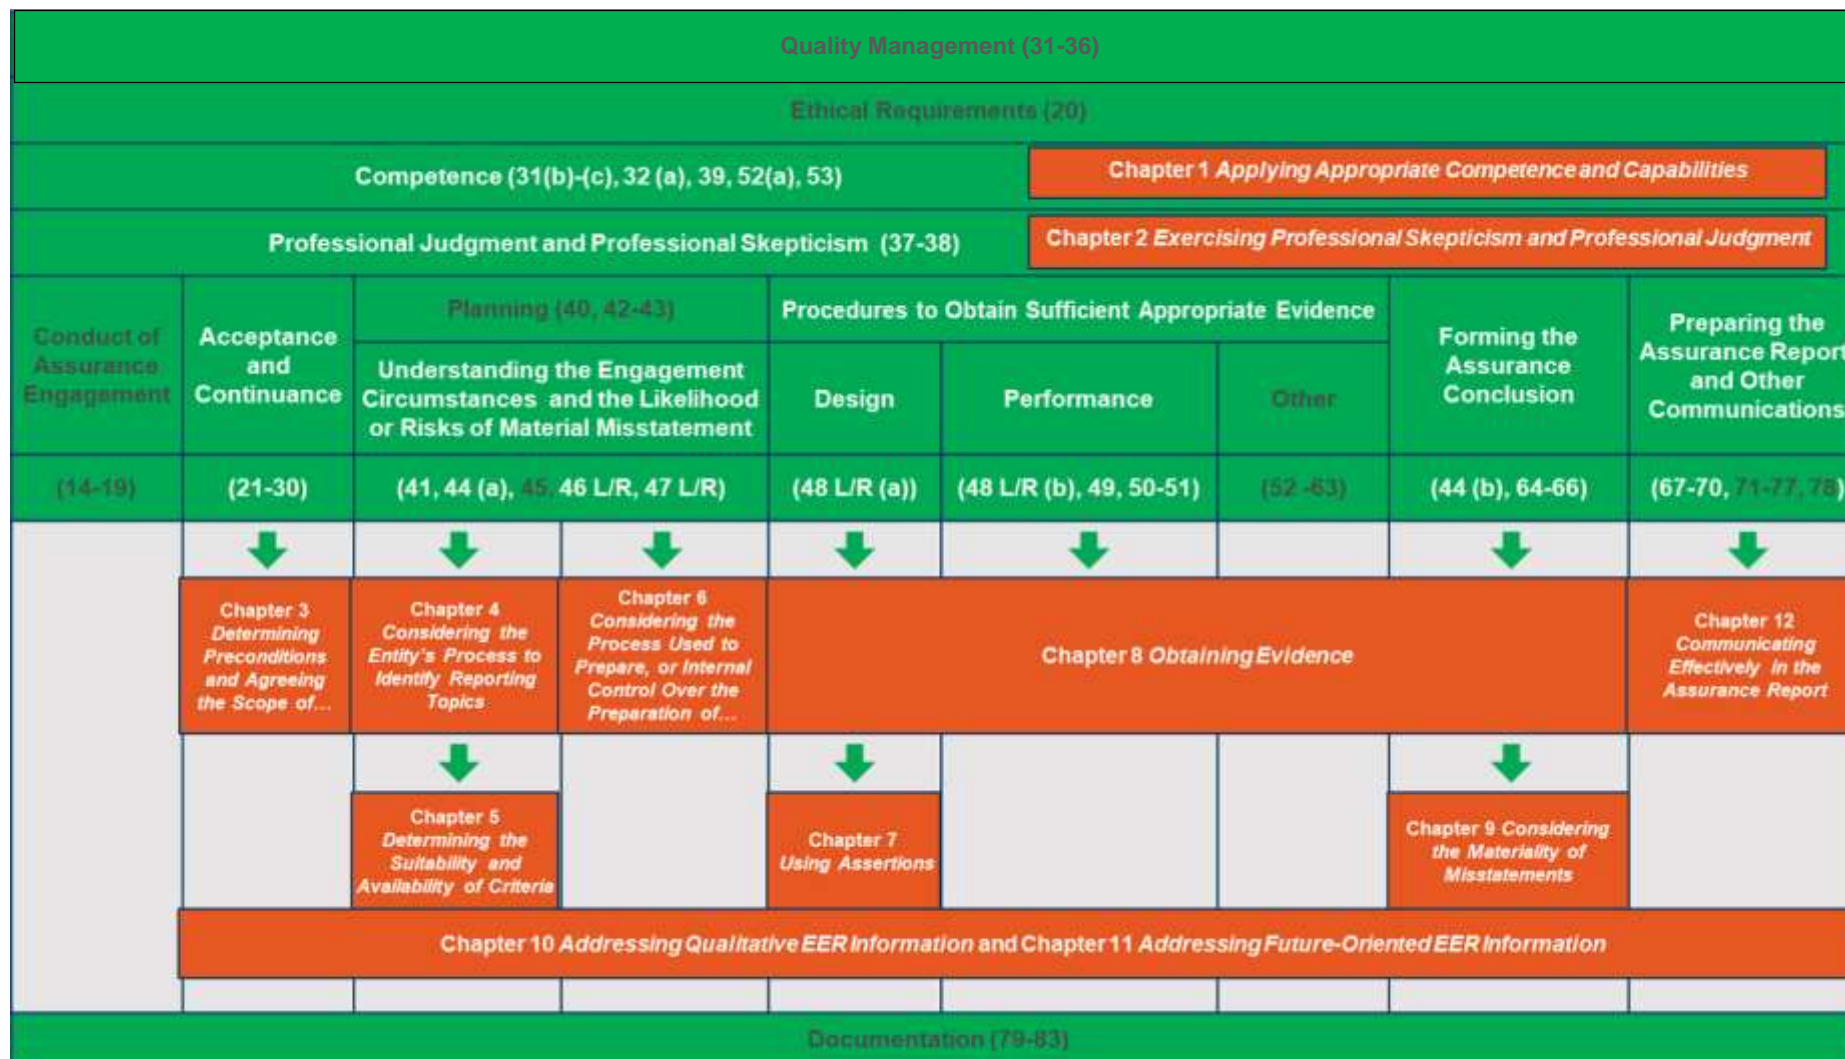 Quality Management (31-36)
Ethical Requirements (20)
Competence (31(b)-(c), 32 (a), 39, 52(a), 53)
Chapter 1 Applying Appropriate Competence and Capabilities
Professional Judgment and Professional Skepticism (37-38)
Chapter 2 Exercising Professional Skepticism and Professional Judgment
Conduct of
Assurance
Engagement
Acceptance
and
Continuance
Planning (40, 42-43)
Understanding the Engagement
Circumstances and the Likelihood
or Risks of Material Misstatement
Procedures to Obtain Sufficient Appropriate Evidence
Design
Performance
Other
Forming the
Assurance
Conclusion
Preparing the
Assurance Report
and Other
Communications
(14-19)
(21-30)
(41, 44 (a), 45, 46 L/R, 47 L/R)
(48 L/R (a))
(48 L/R (b), 49, 50-51)
(52 -63)
(44 (b), 64-66)
(67-70, 71-77, 78)
Chapter 3
Determining
Preconditions
and Agreeing
the Scope of...
Chapter 4
Considering the
Entity's Process to
Identify Reporting
Topics
Chapter 6
Considering the
Process Used to
Prepare, or Internal
Control Over the
Preparation of...
Chapter 8 Obtaining Evidence
Chapter 12
Communicating
Effectively in the
Assurance Report
Chapter 5
Determining the
Suitability and
Availability of Criteria
Chapter 7
Using Assertions
Chapter 9 Considering
the Materiality of
Misstatements
Chapter 10 Addressing Qualitative EER Information and Chapter 11 Addressing Future-Oriented EER Information
Documentation (79-83)